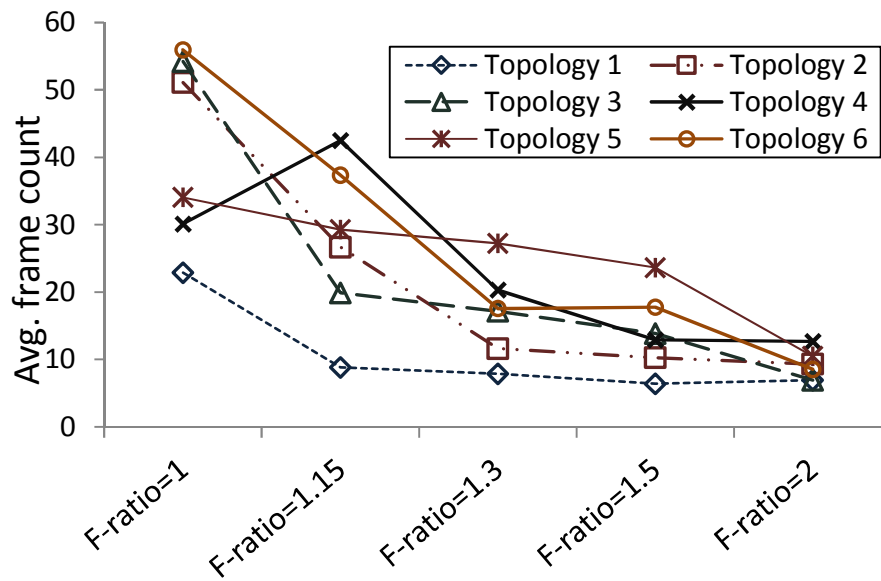 60
50
40
30
20
10
0
Avg. frame count
Topology 1 Topology 2
Topology 3 Topology 4
Topology 5 Topology 6
F-ratio=1
F-ratio=1.15
F-ratio=1.3
F-ratio=1.5
F-ratio=2